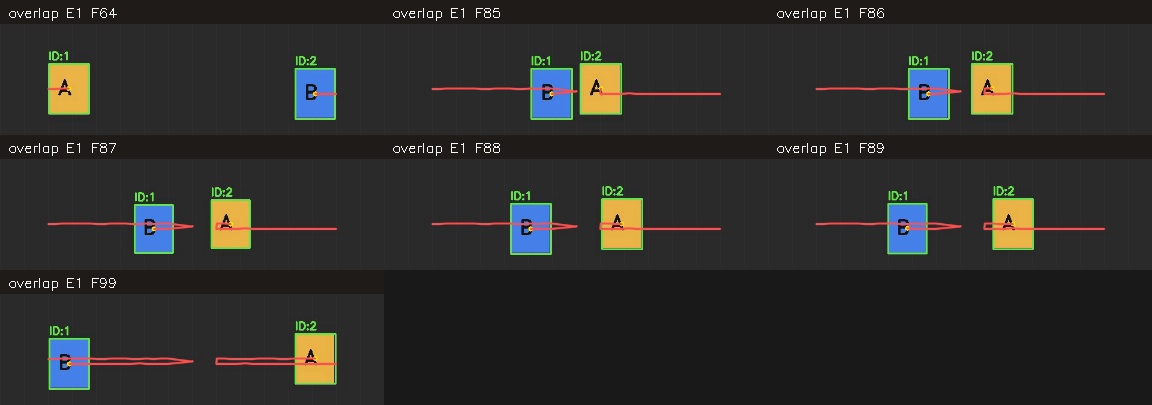 overlap E1 F64
ID:1
A
ID:2
B
overlap E1 F85
ID:1
B
ID:2
A
overlap E1 F86
ID:1
B
ID:2
A
overlap E1 F87
ID:1
B
ID:2
A
overlap E1 F88
ID:1
B
ID:2
A
overlap E1 F89
ID:1
B
ID:2
A
overlap E1 F99
ID:1
B
ID:2
A